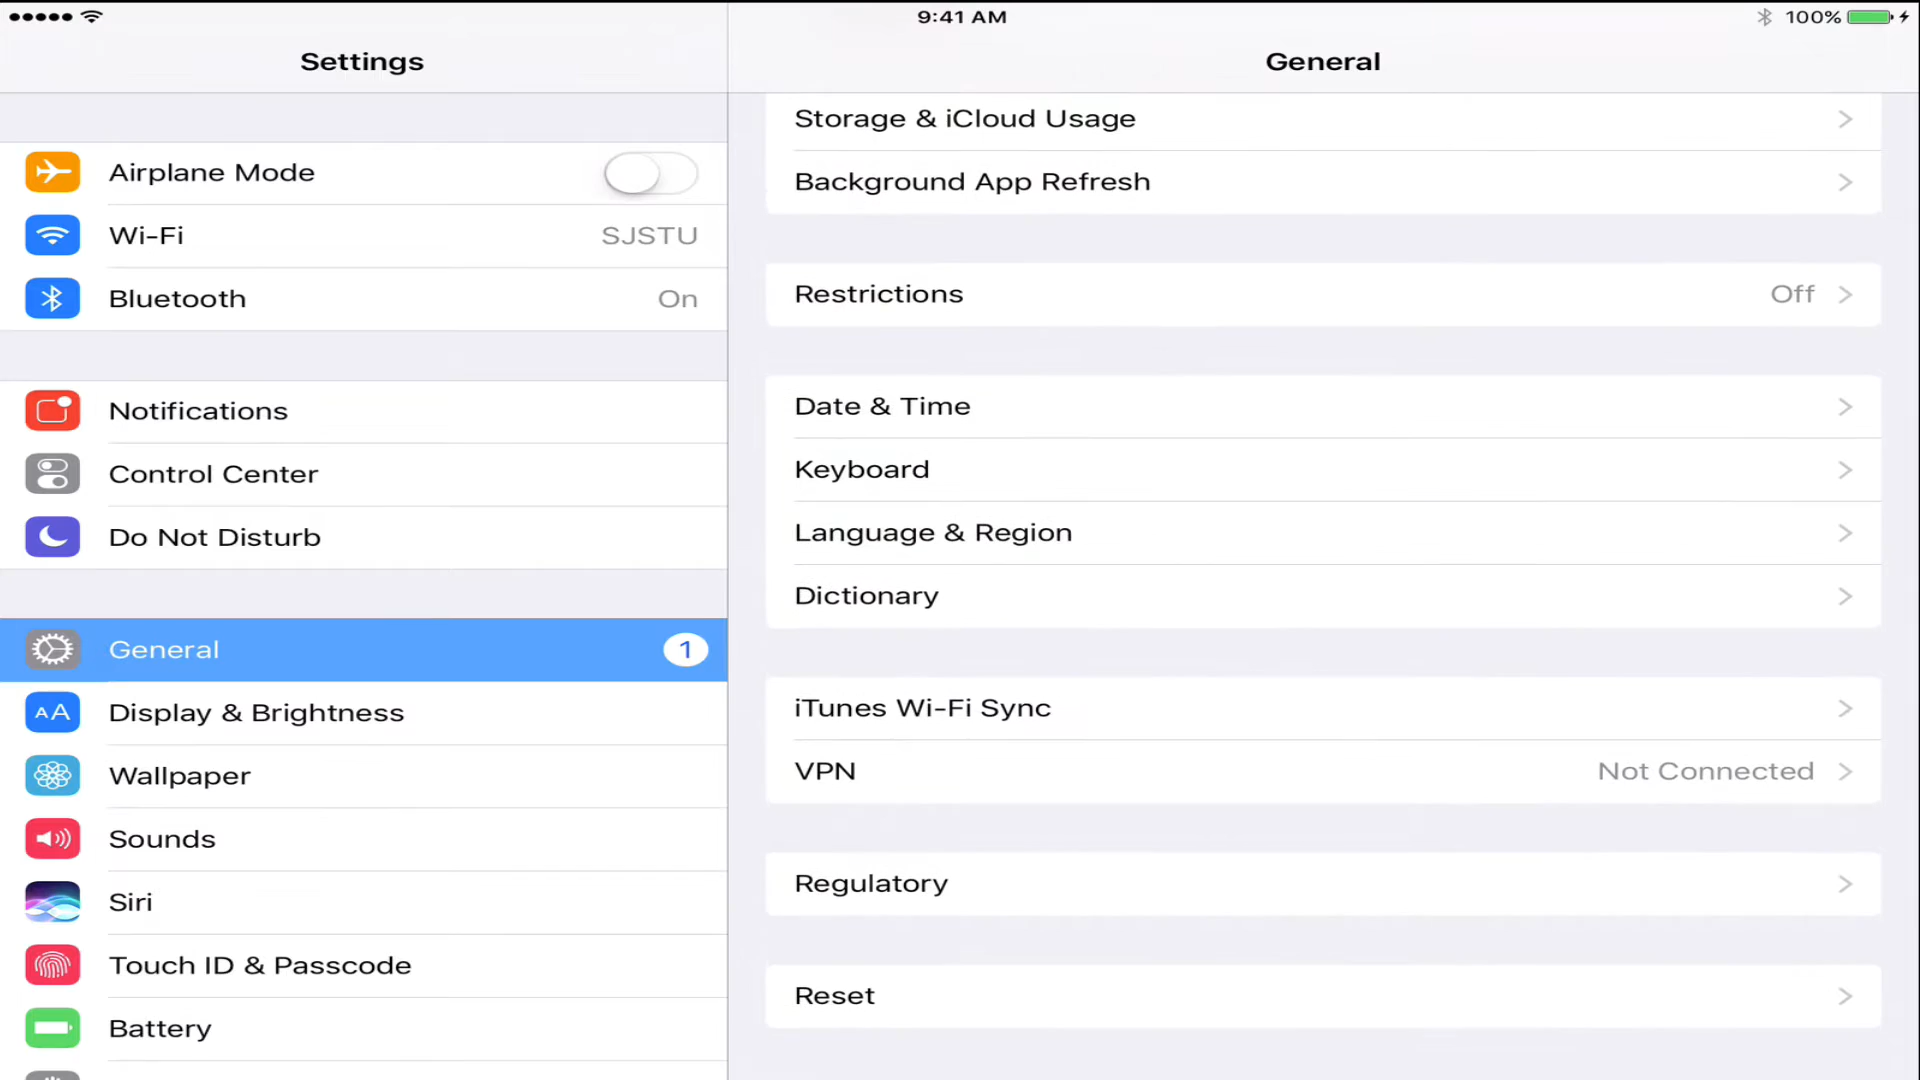 9:41 AM
100%
Settings
General
Airplane Mode
Wi-Fi SJSTU
Bluetooth On
Notifications
Control Center
Do Not Disturb
General 1
AA Display & Brightness
Wallpaper
Sounds
Siri
Touch ID & Passcode
Battery
Storage & iCloud Usage
Background App Refresh
Restrictions Off
Date & Time
Keyboard
Language & Region
Dictionary
iTunes Wi-Fi Sync
VPN Not Connected
Regulatory
Reset